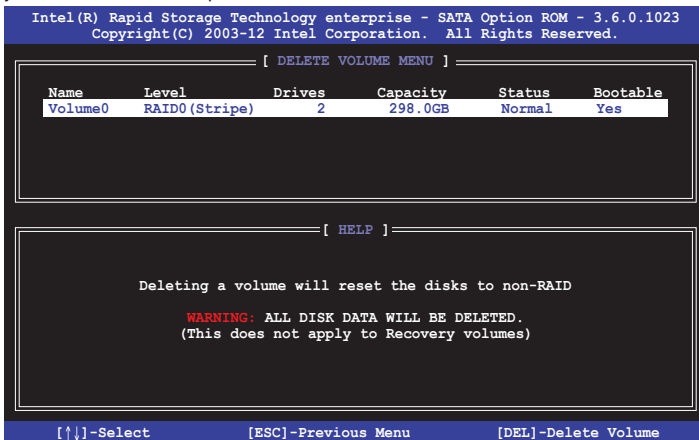 Intel(R) Rapid Storage Technology enterprise - SATA Option ROM - 3.6.0.1023
Copyright(C) 2003-12 Intel Corporation. All Rights Reserved.
[ DELETE VOLUME MENU ]
Name Level Drives Capacity Status Bootable
Volume0 RAID0(Stripe) 2 298.0GB Normal Yes
[ HELP ]
Deleting a volume will reset the disks to non-RAID
WARNING: ALL DISK DATA WILL BE DELETED.
(This does not apply to Recovery volumes)
[↑↓]-Select [ESC]-Previous Menu [DEL]-Delete Volume